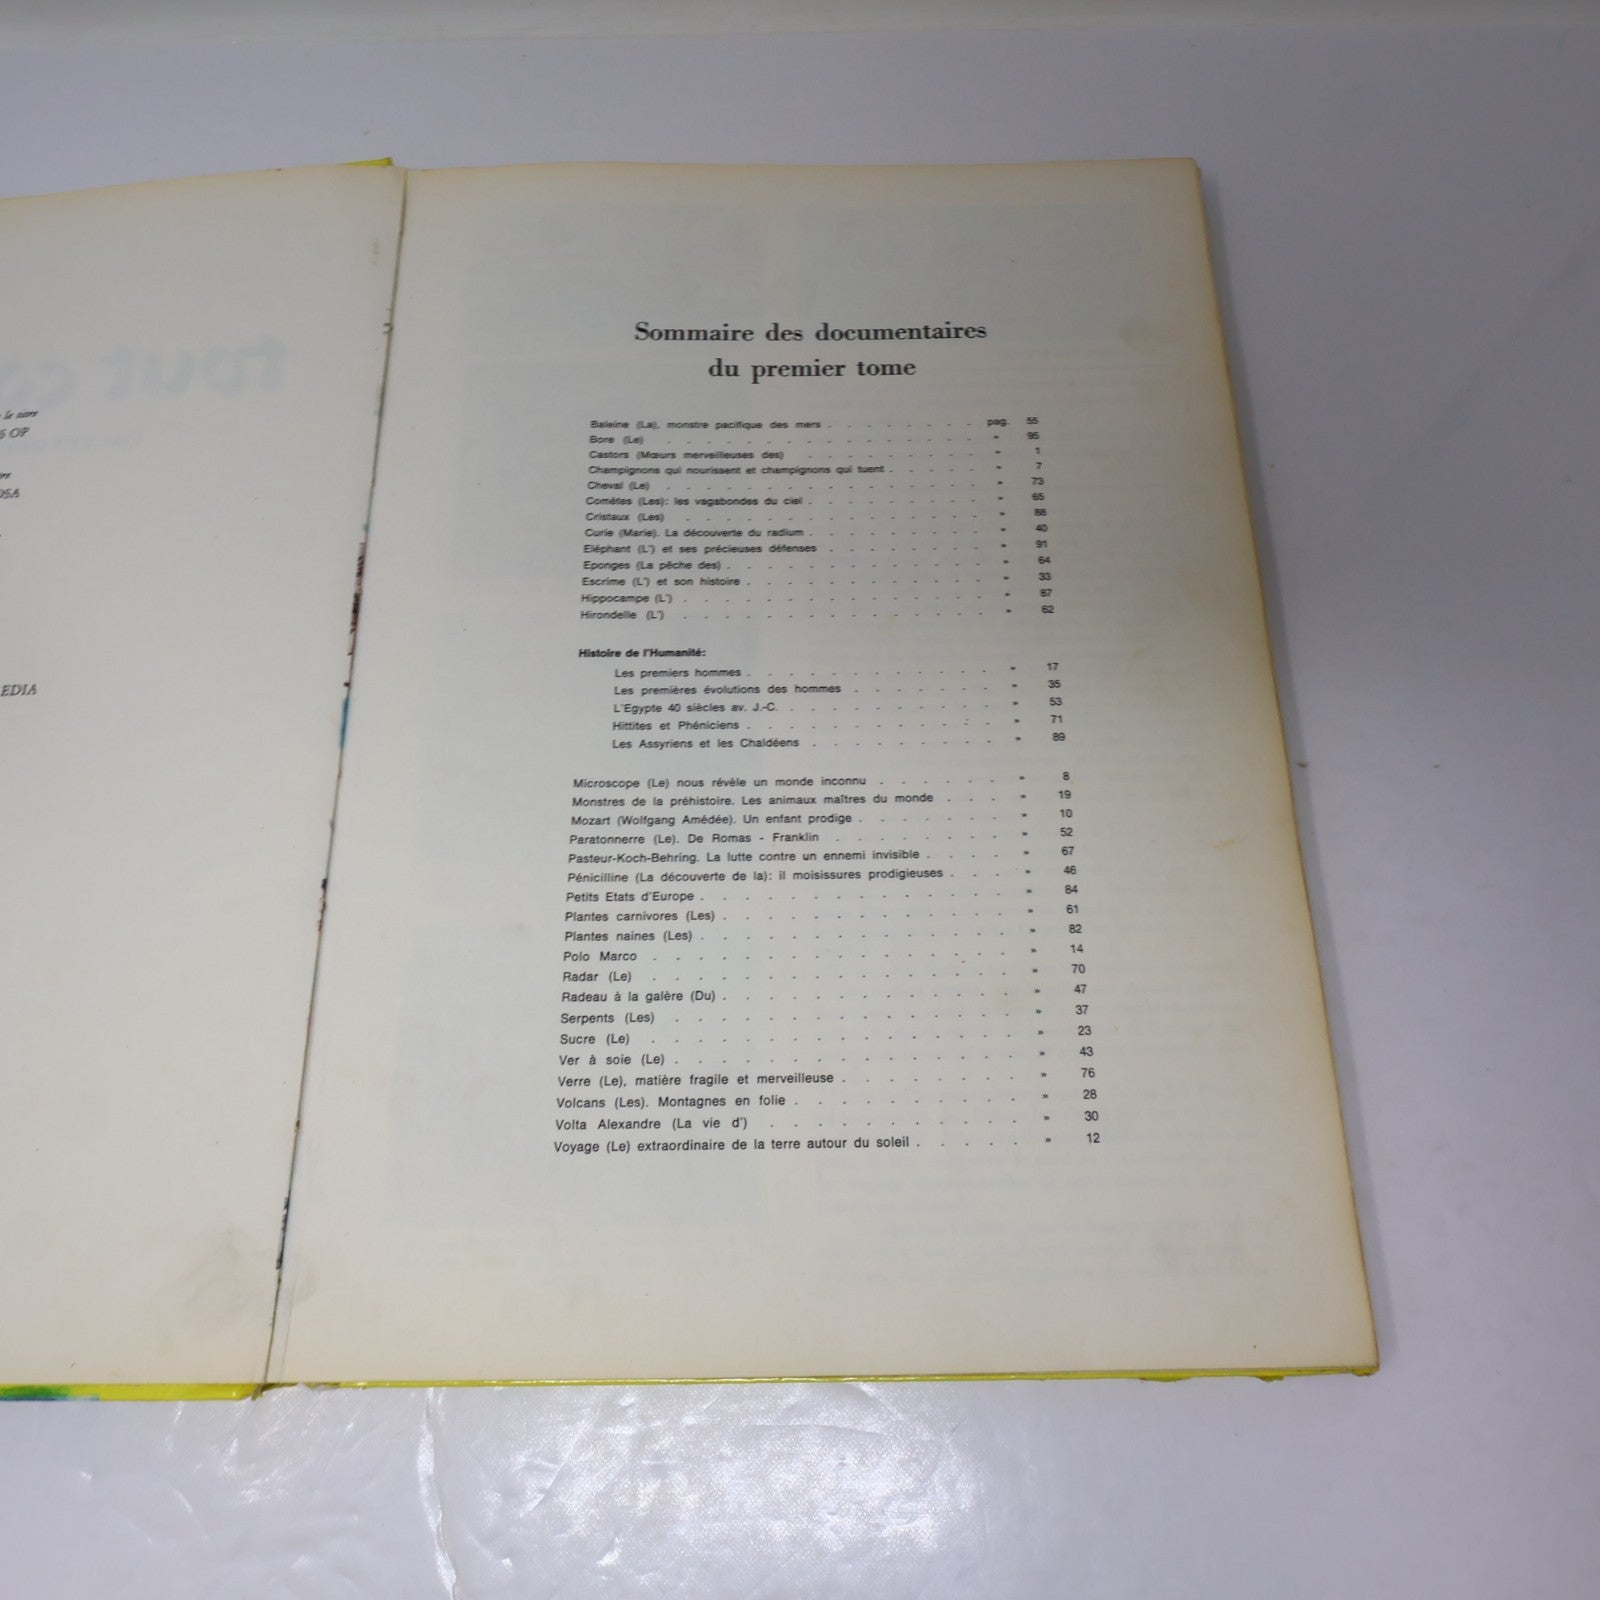 tout co
le sère
6 OP
OSA
EDIA
Sommaire des documentaires
du premier tome
Baleine (La), monstre pacifique des mers . . . . . . . . pag. 55
Bore (Le) . . . . . . . . . . . . . » 95
Castors (Mœurs merveilleuses des) . . . . . . . . » 1
Champignons qui nourissent et champignons qui tuent . . . . . » 7
Cheval (Le) . . . . . . . . . . . . . » 73
Comètes (Les): les vagabondes du ciel . . . . . . . . » 65
Cristaux (Les) . . . . . . . . . . . . » 88
Curie (Marie). La découverte du radium . . . . . . . . » 40
Eléphant (L') et ses précieuses défenses . . . . . . . . » 91
Eponges (La pêche des) . . . . . . . . . . . » 64
Escrime (L') et son histoire . . . . . . . . . . » 33
Hippocampe (L') . . . . . . . . . . . . . » 87
Hirondelle (L') . . . . . . . . . . . . . » 62
Histoire de l'Humanité:
Les premiers hommes . . . . . . . . . . » 17
Les premières évolutions des hommes . . . . . . . » 35
L'Egypte 40 siècles av. J.-C. . . . . . . . . . » 53
Hittites et Phéniciens . . . . . . . . . . » 71
Les Assyriens et les Chaldéens . . . . . . . . » 89
Microscope (Le) nous révèle un monde inconnu . . . . . . » 8
Monstres de la préhistoire. Les animaux maîtres du monde . . . » 19
Mozart (Wolfgang Amédée). Un enfant prodige . . . . . . . » 10
Paratonnerre (Le). De Romas - Franklin . . . . . . . » 52
Pasteur-Koch-Behring. La lutte contre un ennemi invisible . . . . » 67
Pénicilline (La découverte de la): il moisissures prodigieuses . . . » 46
Petits Etats d'Europe . . . . . . . . . . . . . » 84
Plantes carnivores (Les) . . . . . . . . . . . . » 61
Plantes naines (Les) . . . . . . . . . . . . . » 82
Polo Marco . . . . . . . . . . . . . . . » 14
Radar (Le) . . . . . . . . . . . . . . . » 70
Radeau à la galère (Du) . . . . . . . . . . . . » 47
Serpents (Les) . . . . . . . . . . . . . . » 37
Sucre (Le) . . . . . . . . . . . . . . . » 23
Ver à soie (Le) . . . . . . . . . . . . . . » 43
Verre (Le), matière fragile et merveilleuse . . . . . . . » 76
Volcans (Les). Montagnes en folie . . . . . . . . . » 28
Volta Alexandre (La vie d') . . . . . . . . . . » 30
Voyage (Le) extraordinaire de la terre autour du soleil . . . . . » 12